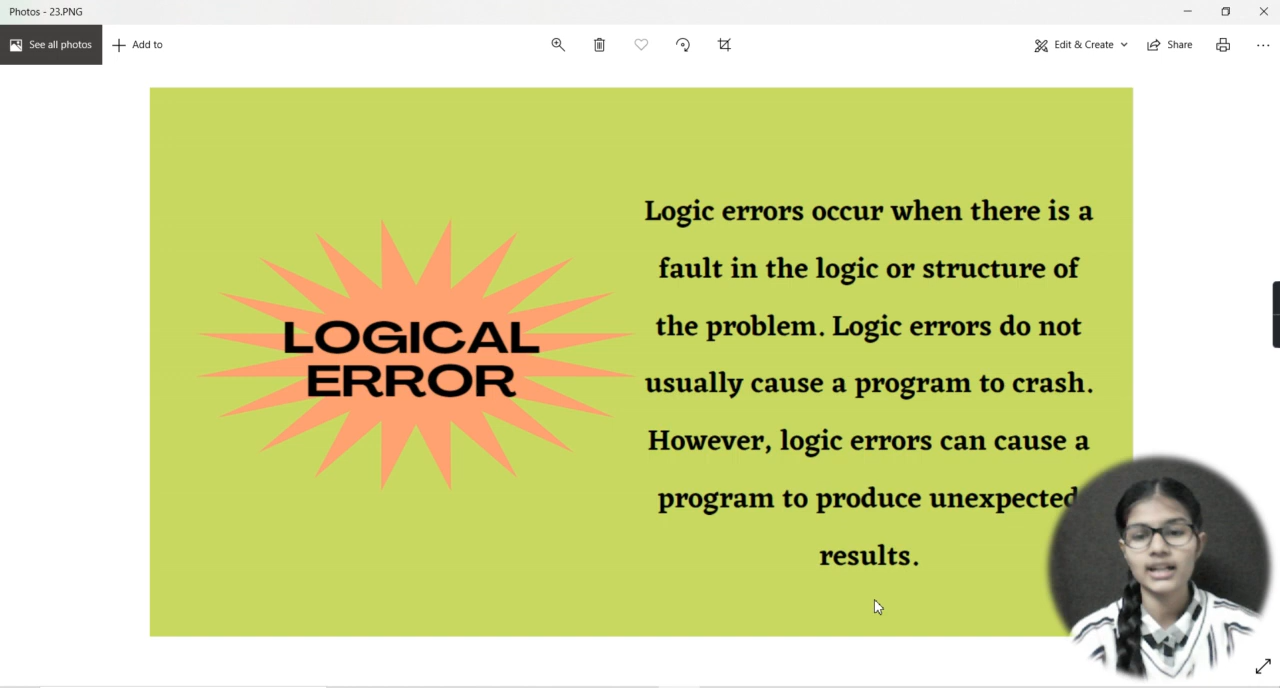 Photos - 23.PNG
See all photos
Add to
Edit & Create
Share
LOGICAL
ERROR
Logic errors occur when there is a
fault in the logic or structure of
the problem. Logic errors do not
usually cause a program to crash.
However, logic errors can cause a
program to produce unexpected
results.